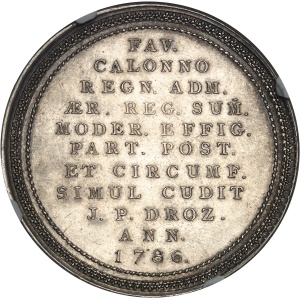 FAV.
CALONNO
REGN. ADM.
ÆR. REG. SUM̃.
MODER. EFFIG.
PART. POST.
ET CIRCUMF.
SIMUL CUDIT
J. P. DROZ.
ANN.
1786.